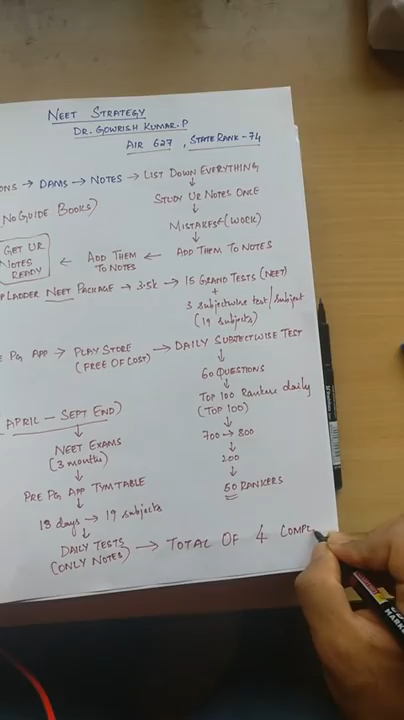 NEET STRATEGY
DR. GOWRISH KUMAR.P
AIR 627, STATE RANK-74
ONS → DAMS → NOTES → LIST DOWN EVERYTHING
↓
(NO GUIDE BOOKS) STUDY UR NOTES ONCE
↓
MISTAKES ←
↓
GET UR NOTES READY ← ADD THEM TO NOTES ← ADD THEM TO NOTES
P LADDER NEET PACKAGE → 3.5K → 15 GRAND TESTS (NEET)
+
3 subjectwise test/subject
(19 subjects)
E PG APP → PLAY STORE → DAILY SUBJECTWISE TEST
(FREE OF COST)
↓
60 QUESTIONS
↓
TOP 100 Rankers daily
(TOP 100)
↓
700 → 800
↓
200
↓
50 RANKERS
APRIL - SEPT END)
↓
NEET EXAMS
(3 months)
↓
PRE PG APP TYMTABLE
↓
18 days → 19 subjects
↓
DAILY TESTS → TOTAL OF 4 COMP
(ONLY NOTES)